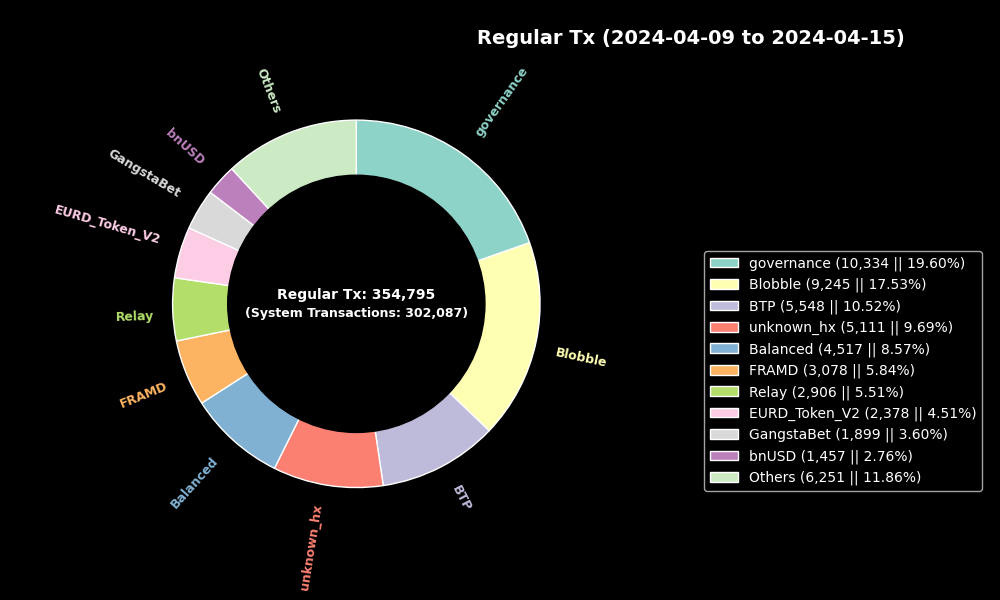 Regular Tx (2024-04-09 to 2024-04-15)
Others
governance
bnUSD
GangstaBet
EURD_Token_V2
Relay
FRAMD
Balanced
unknown_hx
BTP
Blobble
Regular Tx: 354,795
(System Transactions: 302,087)
governance (10,334 || 19.60%)
Blobble (9,245 || 17.53%)
BTP (5,548 || 10.52%)
unknown_hx (5,111 || 9.69%)
Balanced (4,517 || 8.57%)
FRAMD (3,078 || 5.84%)
Relay (2,906 || 5.51%)
EURD_Token_V2 (2,378 || 4.51%)
GangstaBet (1,899 || 3.60%)
bnUSD (1,457 || 2.76%)
Others (6,251 || 11.86%)